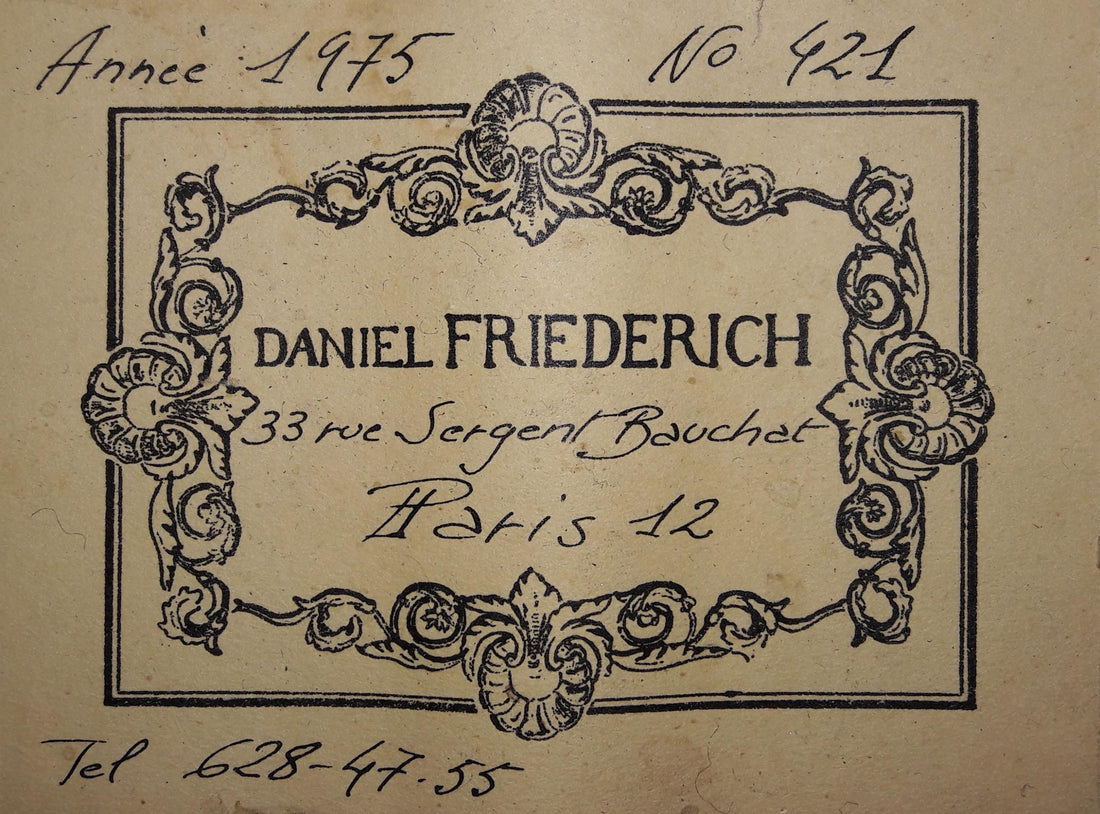 Année 1975 No 421
DANIEL FRIEDERICH
33 rue Sergent Bauchat
Paris 12
Tel 628-47.55